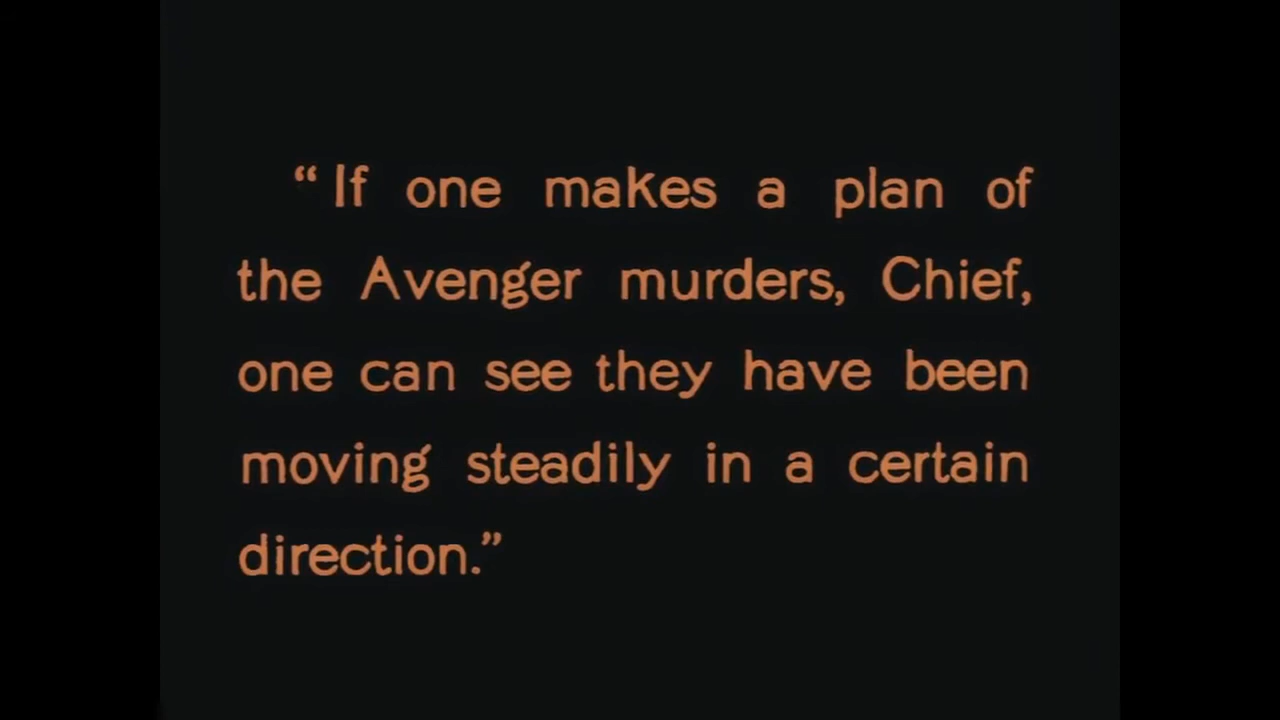 “ If one makes a plan of
the Avenger murders, Chief,
one can see they have been
moving steadily in a certain
direction.”